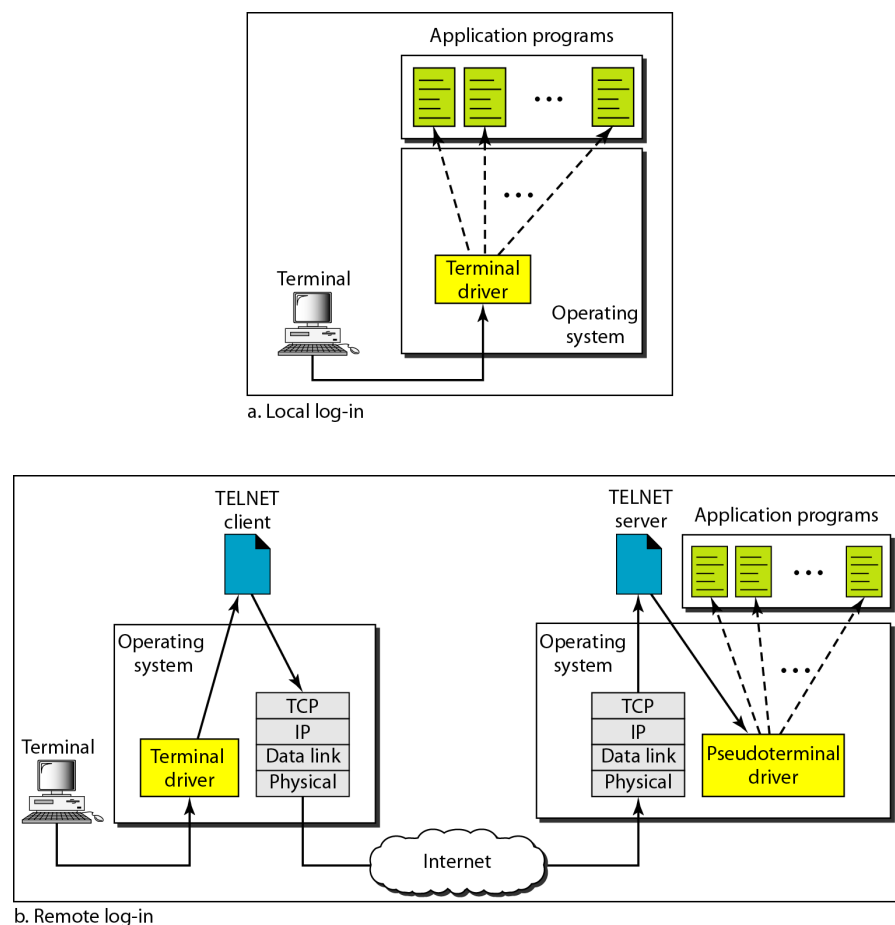 Application programs
Terminal
Terminal
driver
Operating
system
a. Local log-in
TELNET
client
TELNET
server
Application programs
Operating
system
TCP
IP
Data link
Physical
Terminal
Terminal
driver
Operating
system
TCP
IP
Data link
Physical
Pseudoterminal
driver
Internet
b. Remote log-in